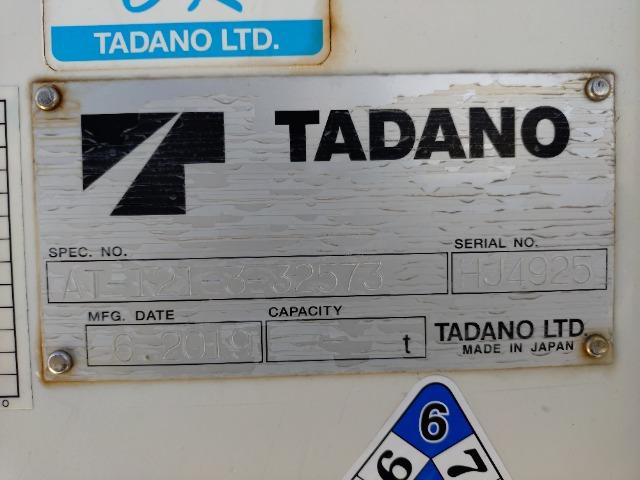 TADANO LTD.
TADANO
SPEC. NO.
SERIAL NO.
AT-121-3-32573
HJ4925
MFG. DATE
CAPACITY
6 2019
t
TADANO LTD.
MADE IN JAPAN
6
6
7